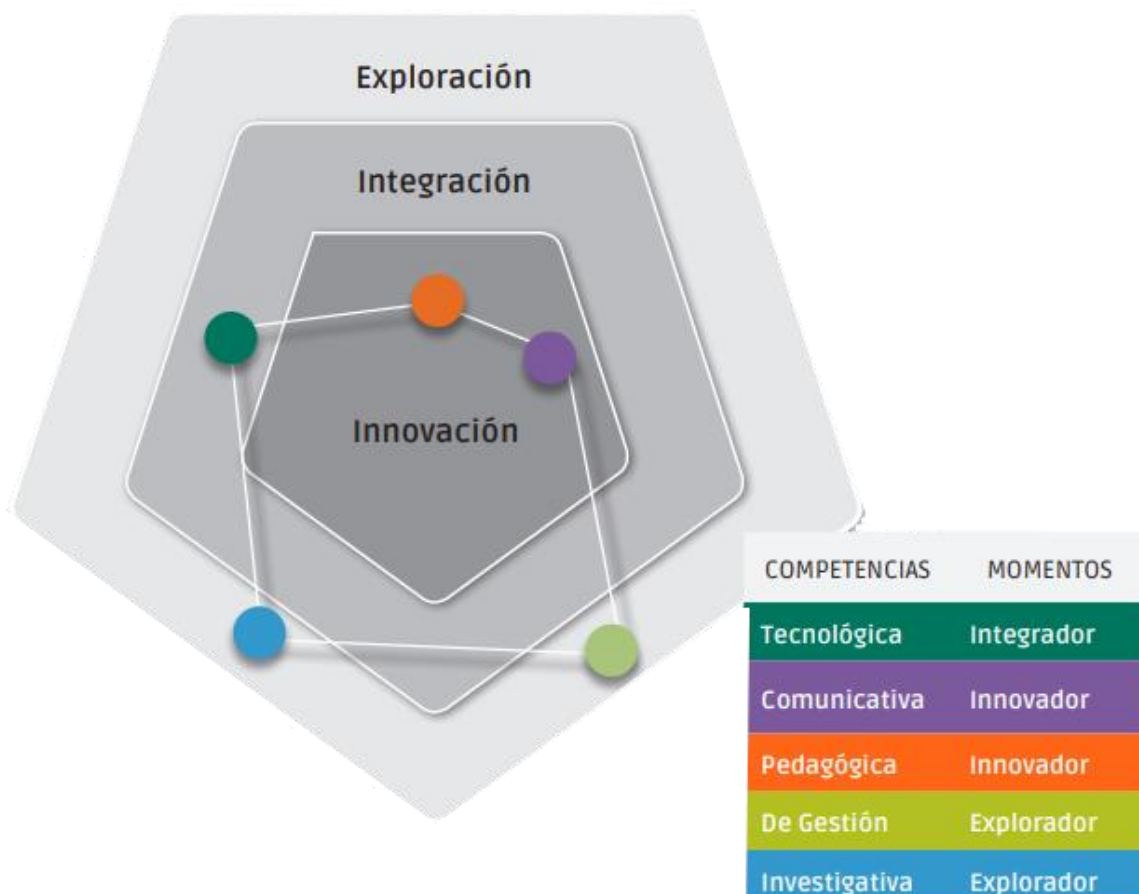 Exploración
Integración
Innovación
COMPETENCIAS MOMENTOS
Tecnológica Integrador
Comunicativa Innovador
Pedagógica Innovador
De Gestión Explorador
Investigativa Explorador